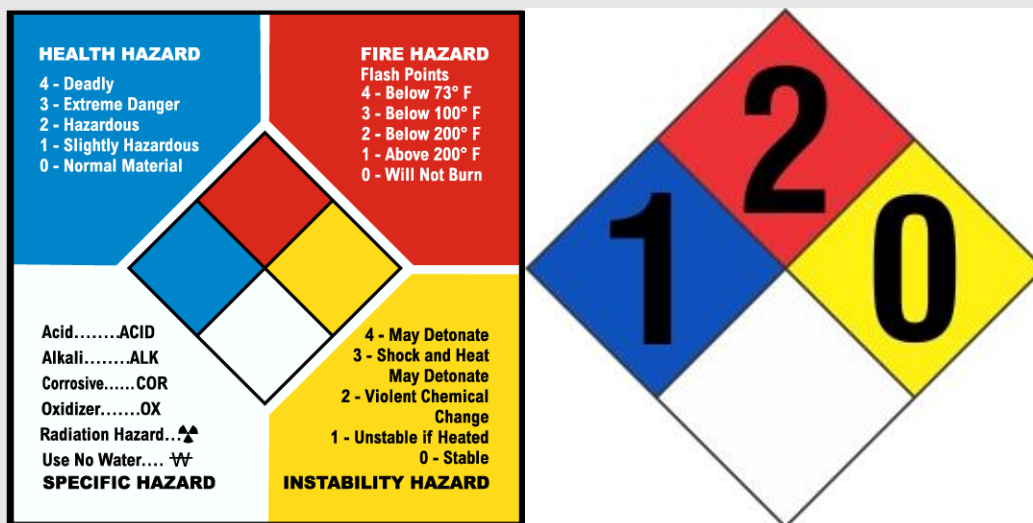 HEALTH HAZARD
4 - Deadly
3 - Extreme Danger
2 - Hazardous
1 - Slightly Hazardous
0 - Normal Material
FIRE HAZARD
Flash Points
4 - Below 73° F
3 - Below 100° F
2 - Below 200° F
1 - Above 200° F
0 - Will Not Burn
Acid........ACID
Alkali........ALK
Corrosive......COR
Oxidizer.......OX
Radiation Hazard...☢
Use No Water.... W̶
SPECIFIC HAZARD
4 - May Detonate
3 - Shock and Heat
May Detonate
2 - Violent Chemical
Change
1 - Unstable if Heated
0 - Stable
INSTABILITY HAZARD
2
1
0